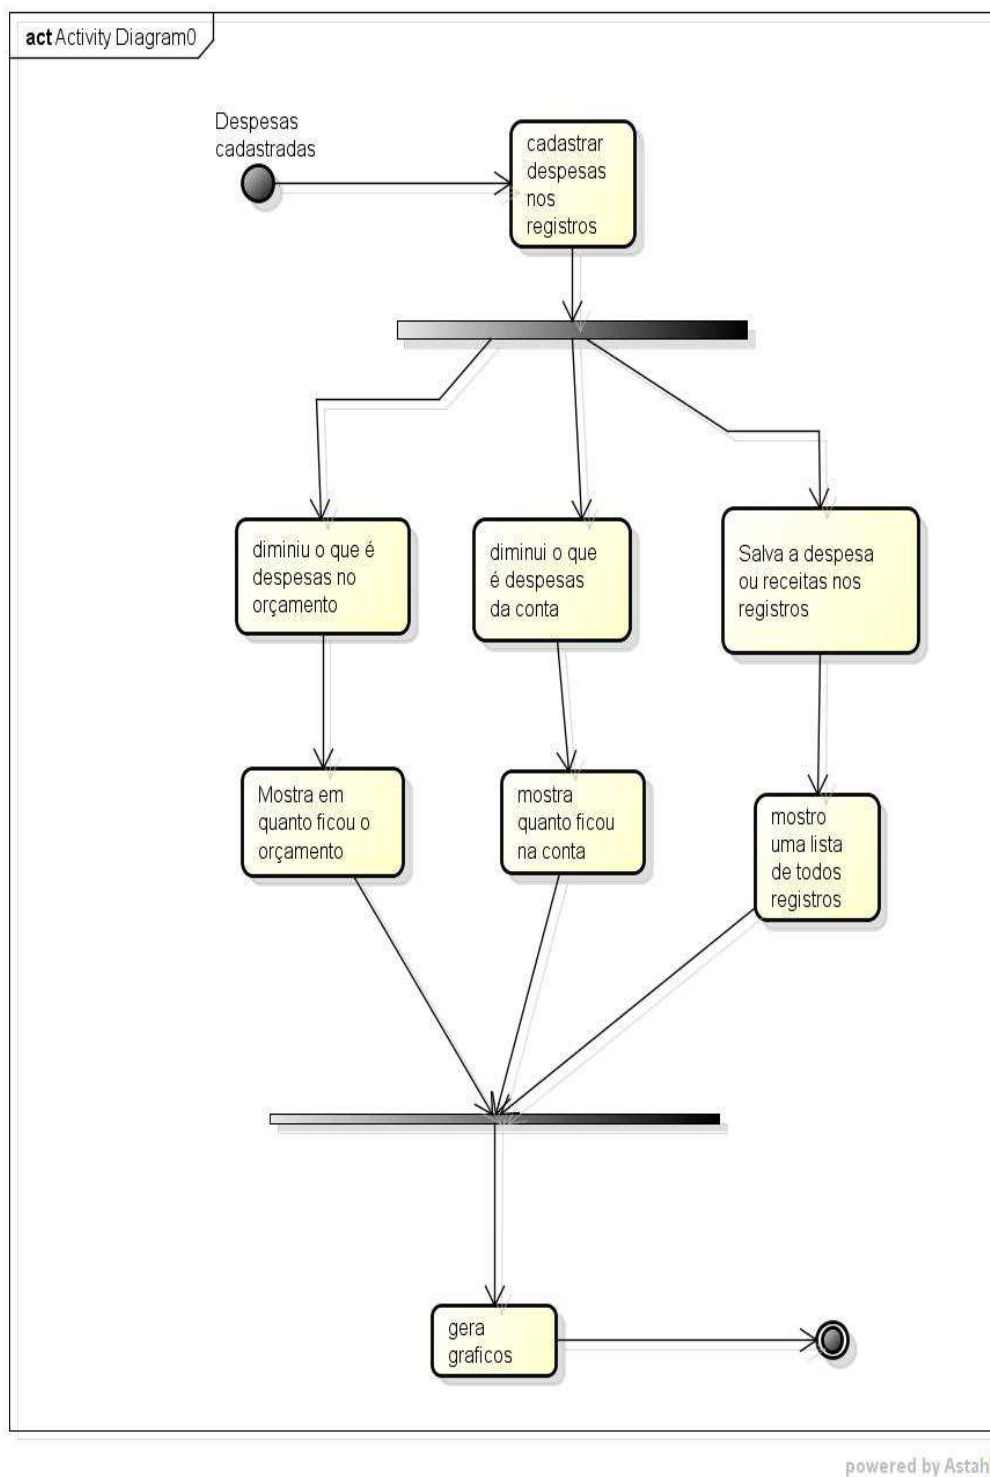 act Activity Diagram0
Despesas
cadastradas
cadastrar
despesas
nos
registros
diminiu o que é
despesas no
orçamento
diminui o que
é despesas
da conta
Salva a despesa
ou receitas nos
registros
Mostra em
quanto ficou o
orçamento
mostra
quanto ficou
na conta
mostro
uma lista
de todos
registros
gera
graficos
powered by Astah